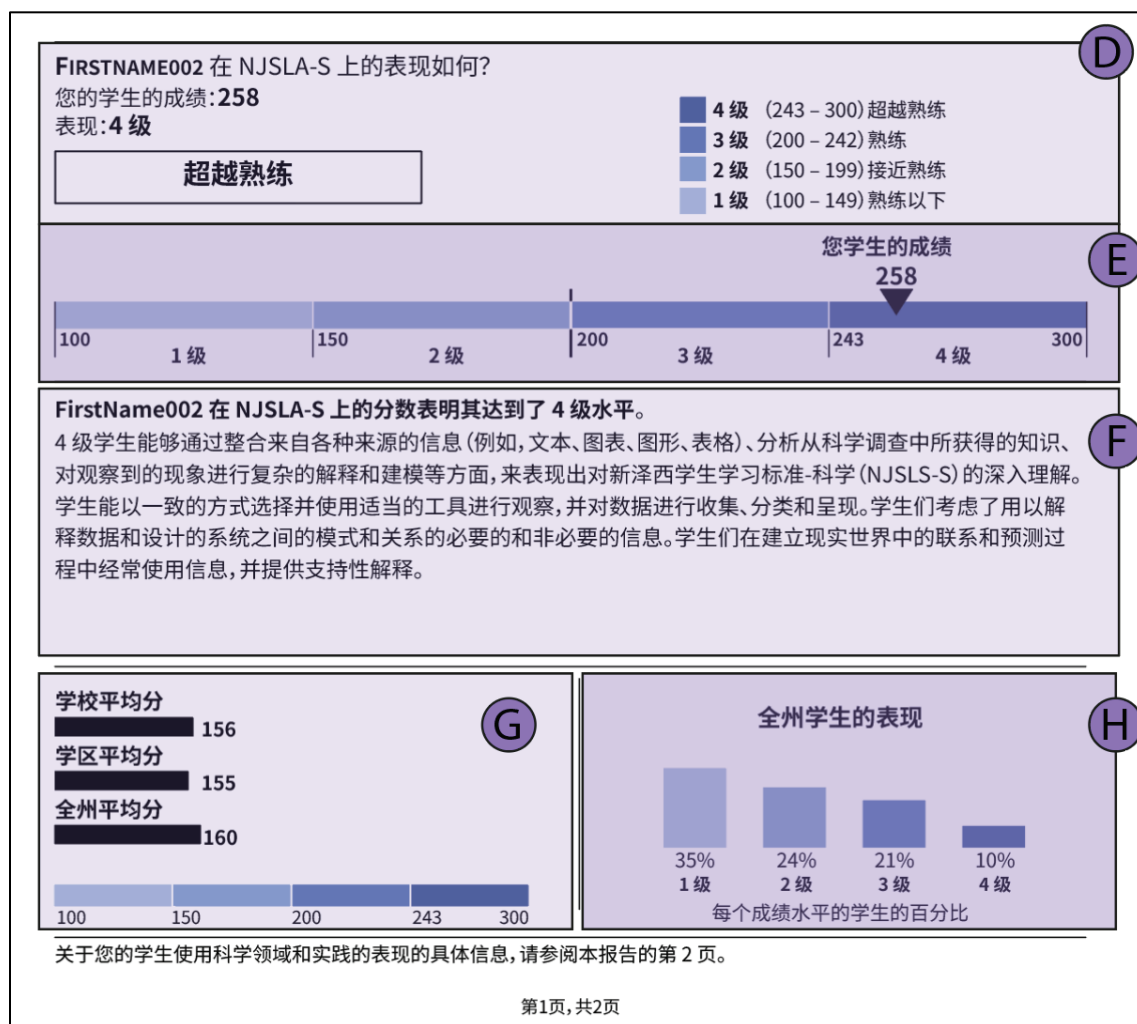 D
FIRSTNAME002 在 NJSLA-S 上的表现如何?
您的学生的成绩:258
表现:4 级
超越熟练
4 级 (243 – 300) 超越熟练
3 级 (200 – 242) 熟练
2 级 (150 – 199) 接近熟练
1 级 (100 – 149) 熟练以下
E
您学生的成绩
258
100 150 200 243 300
1 级 2 级 3 级 4 级
FirstName002 在 NJSLA-S 上的分数表明其达到了 4 级水平。
F
4 级学生能够通过整合来自各种来源的信息(例如,文本、图表、图形、表格)、分析从科学调查中所获得的知识、
对观察到的现象进行复杂的解释和建模等方面,来表现出对新泽西学生学习标准-科学(NJSLS-S)的深入理解。
学生能以一致的方式选择并使用适当的工具进行观察,并对数据进行收集、分类和呈现。学生们考虑了用以解
释数据和设计的系统之间的模式和关系的必要的和非必要的信息。学生们在建立现实世界中的联系和预测过
程中经常使用信息,并提供支持性解释。
G
学校平均分
156
学区平均分
155
全州平均分
160
100 150 200 243 300
H
全州学生的表现
35% 24% 21% 10%
1 级 2 级 3 级 4 级
每个成绩水平的学生的百分比
关于您的学生使用科学领域和实践的表现的具体信息,请参阅本报告的第 2 页。
第1页,共2页